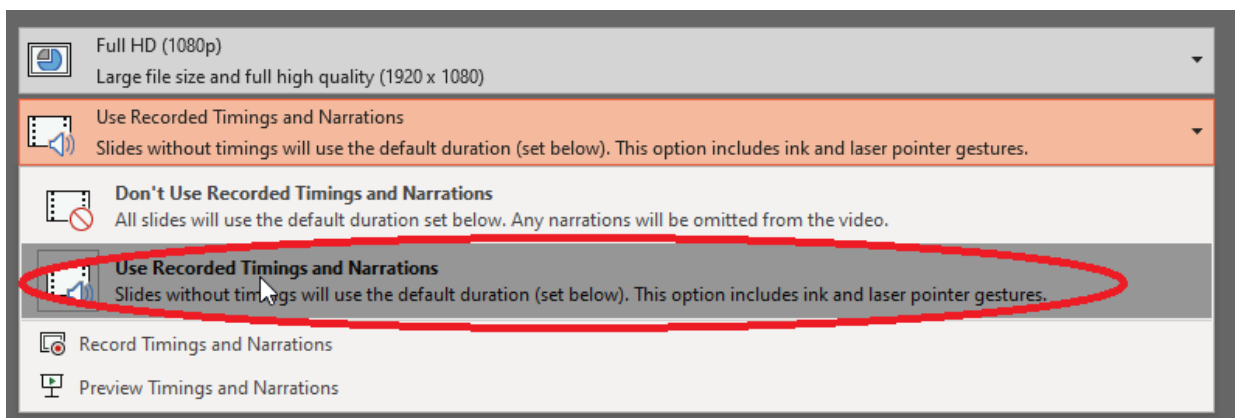 Full HD (1080p)
Large file size and full high quality (1920 x 1080)
Use Recorded Timings and Narrations
Slides without timings will use the default duration (set below). This option includes ink and laser pointer gestures.
Don't Use Recorded Timings and Narrations
All slides will use the default duration set below. Any narrations will be omitted from the video.
Use Recorded Timings and Narrations
Slides without timings will use the default duration (set below). This option includes ink and laser pointer gestures.
Record Timings and Narrations
Preview Timings and Narrations